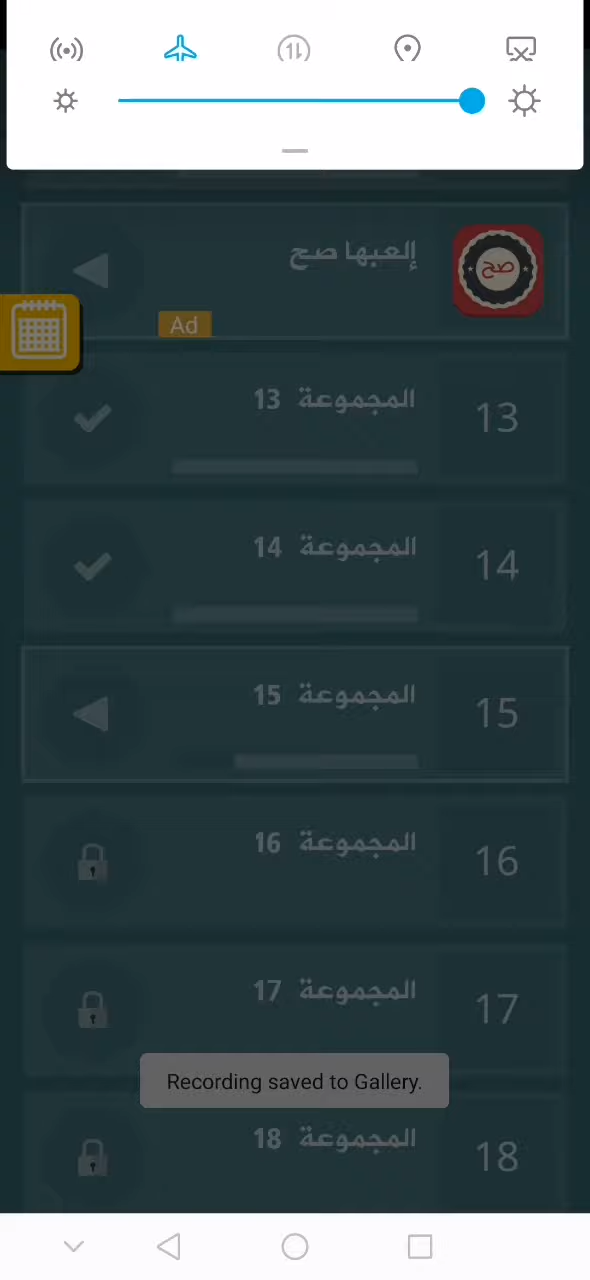 إلعبها صح
صح
Ad
المجموعة 13
13
المجموعة 14
14
المجموعة 15
15
المجموعة 16
16
المجموعة 17
17
Recording saved to Gallery.
المجموعة 18
18